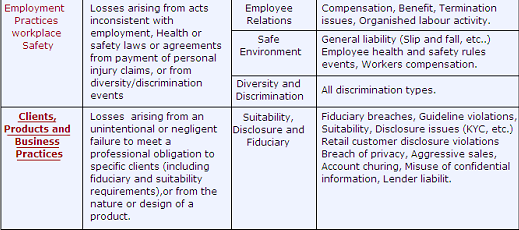 Employment
Practices
workplace
Safety
Losses arising from acts
inconsistent with
employment, Health or
safety laws or agreements
from payment of personal
injury claims, or from
diversity/discrimination
events
Employee
Relations
Compensation, Benefit, Termination
issues, Organished labour activity.
Safe
Environment
General liability (Slip and fall, etc..)
Employee health and safety rules
events, Workers compensation.
Diversity and
Discrimination
All discrimination types.
Clients,
Products and
Business
Practices
Losses arising from an
unintentional or negligent
failure to meet a
professional obligation to
specific clients (including
fiduciary and suitability
requirements),or from the
nature or design of a
product.
Suitability,
Disclosure and
Fiduciary
Fiduciary breaches, Guideline violations,
Suitability, Disclosure issues (KYC, etc.)
Retail customer disclosure violations
Breach of privacy, Aggressive sales,
Account churing, Misuse of confidential
information, Lender liabilit.